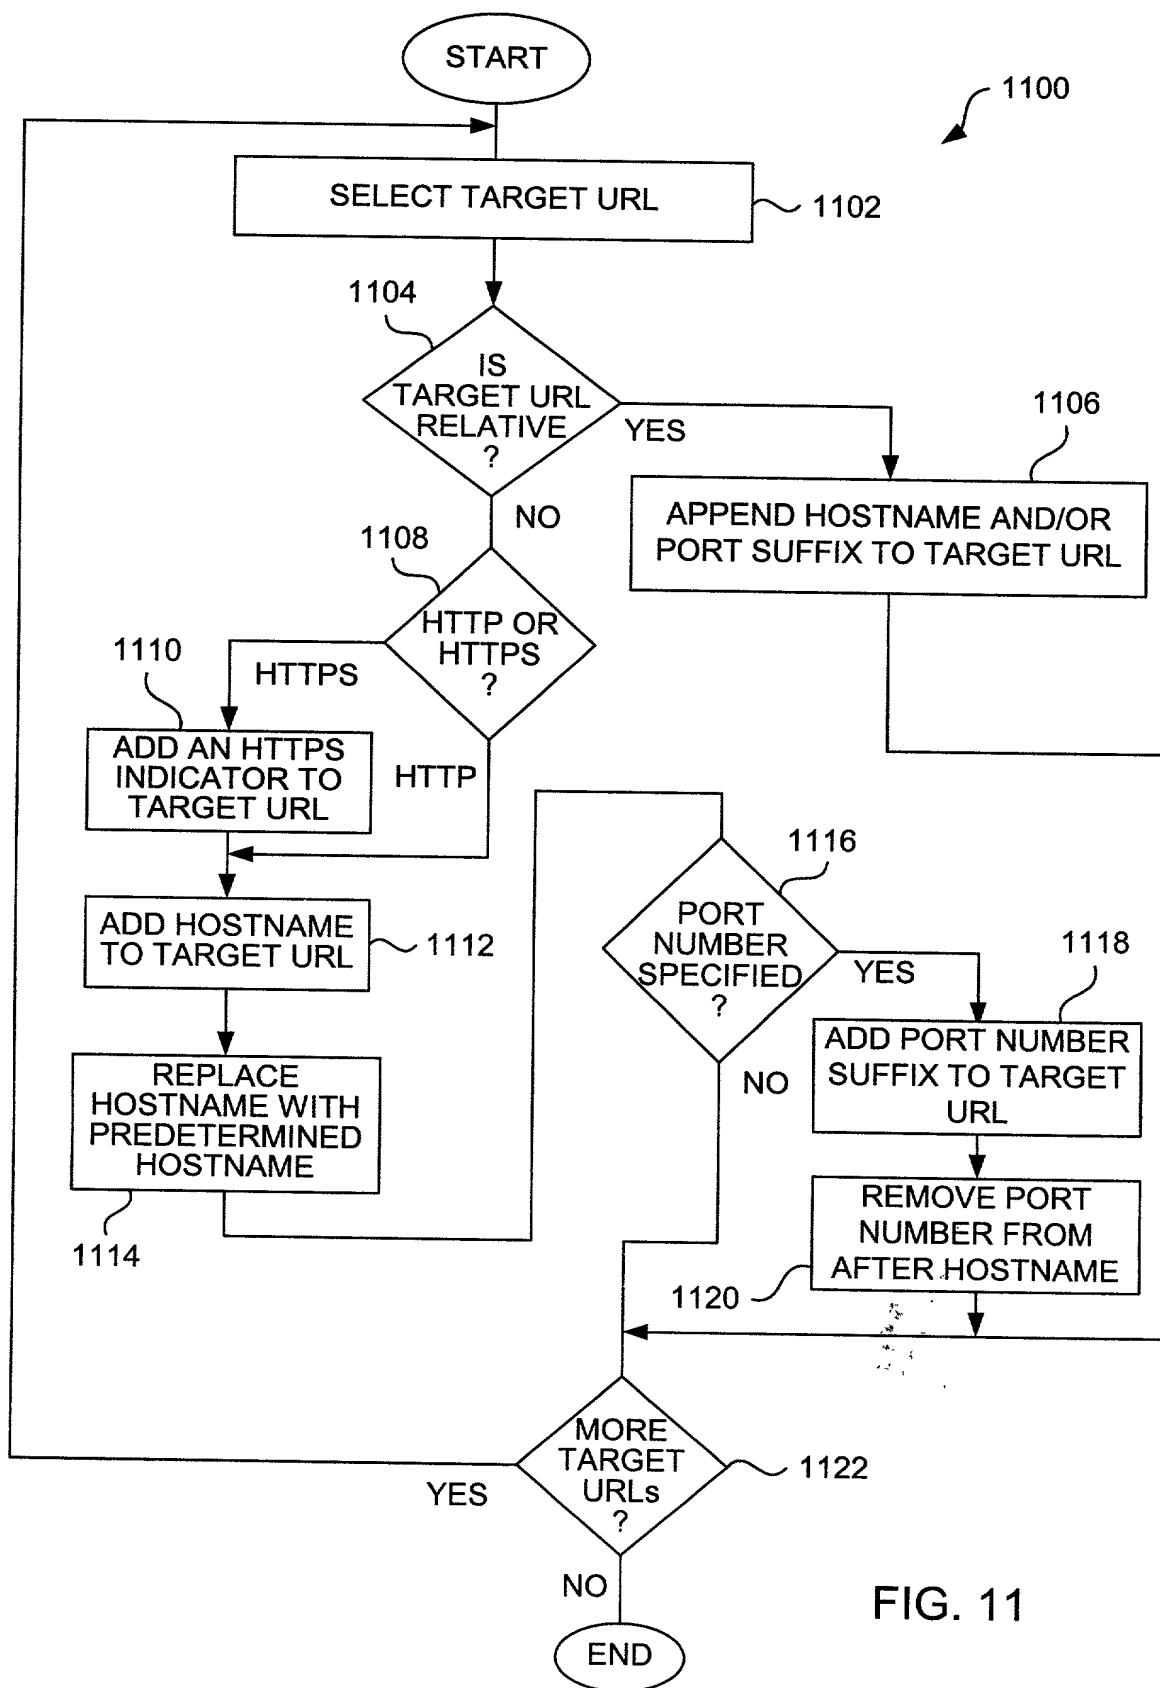 START
1100
SELECT TARGET URL
1102
1104
IS
TARGET URL
RELATIVE
?
YES
1106
APPEND HOSTNAME AND/OR
PORT SUFFIX TO TARGET URL
NO
1108
HTTP OR
HTTPS
?
HTTPS
1110
ADD AN HTTPS
INDICATOR TO
TARGET URL
HTTP
ADD HOSTNAME
TO TARGET URL
1112
REPLACE
HOSTNAME WITH
PREDETERMINED
HOSTNAME
1114
1116
PORT
NUMBER
SPECIFIED
?
YES
1118
ADD PORT NUMBER
SUFFIX TO TARGET
URL
NO
REMOVE PORT
NUMBER FROM
AFTER HOSTNAME
1120
MORE
TARGET
URLs
?
1122
YES
NO
END
FIG. 11